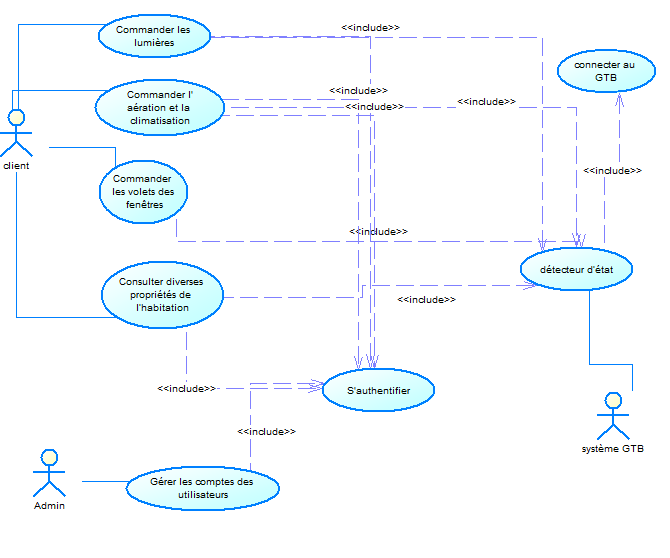 Commander les
lumières
<<include>>
connecter au
GTB
Commander l'
aération et la
climatisation
<<include>>
<<include>>
<<include>>
client
<<include>>
Commander
les volets des
fenêtres
<<include>>
détecteur d'état
Consulter diverses
propriétés de
l'habitation
<<include>>
<<include>>
S'authentifier
<<include>>
système GTB
Admin
Gérer les comptes des
utilisateurs